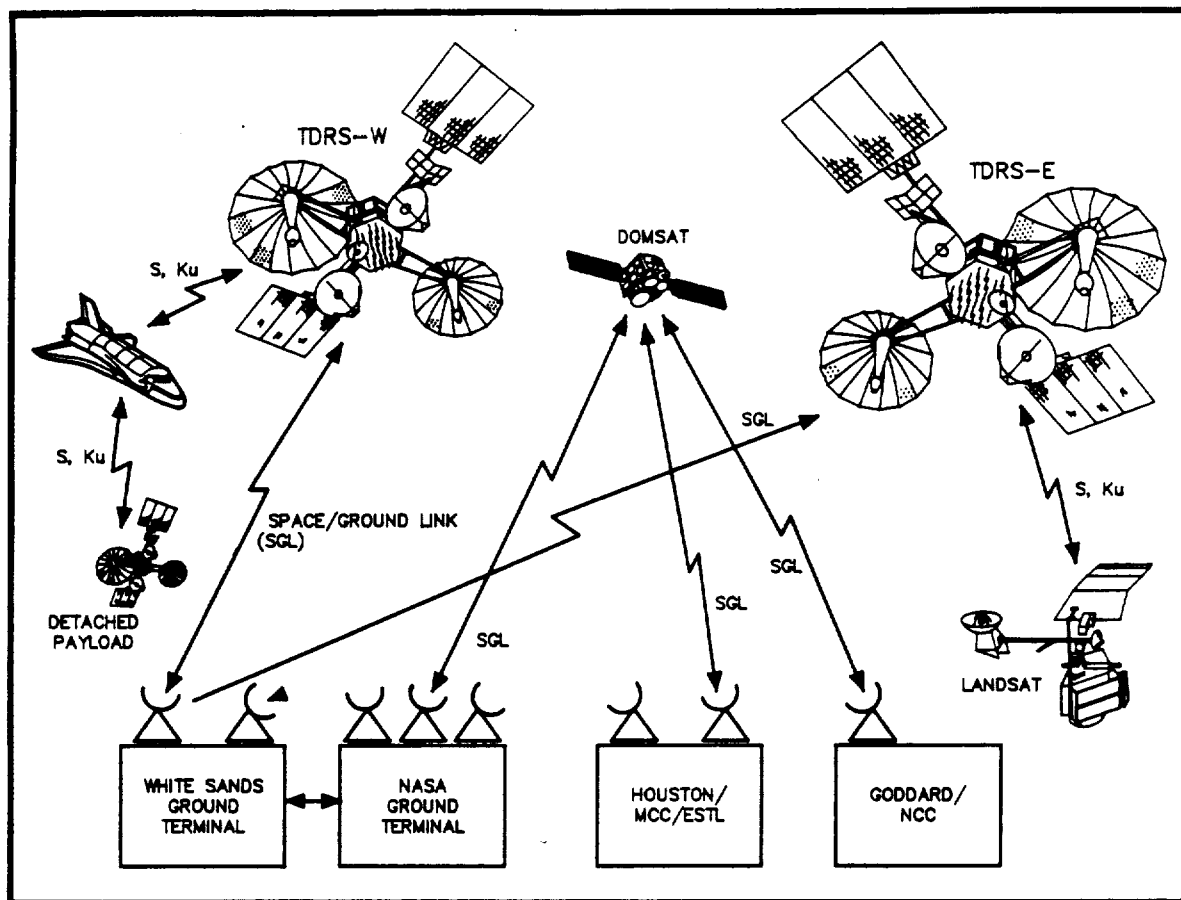 TDRS-W
TDRS-E
DOMSAT
S, Ku
S, Ku
SGL
SPACE/GROUND LINK
(SGL)
S, Ku
SGL
SGL
SGL
DETACHED
PAYLOAD
LANDSAT
WHITE SANDS
GROUND
TERMINAL
NASA
GROUND
TERMINAL
HOUSTON/
MCC/ESTL
GODDARD/
NCC